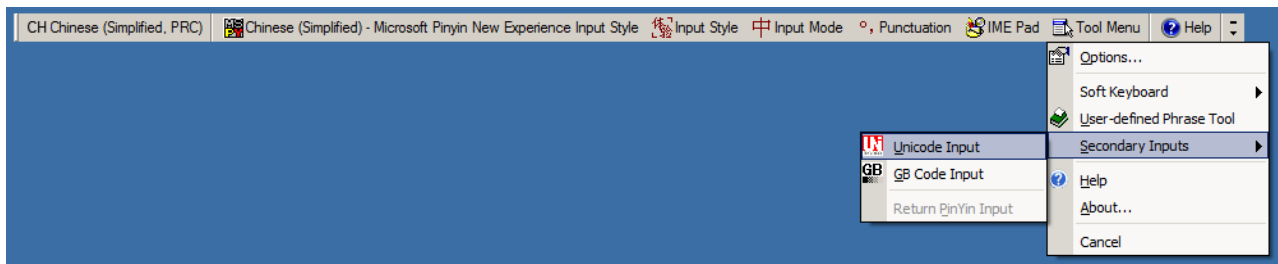 CH Chinese (Simplified, PRC) Chinese (Simplified) - Microsoft Pinyin New Experience Input Style Input Style 中 Input Mode °, Punctuation IME Pad Tool Menu Help
Options...
Soft Keyboard
User-defined Phrase Tool
Secondary Inputs
Help
About...
Cancel
Unicode Input
GB GB Code Input
Return PinYin Input